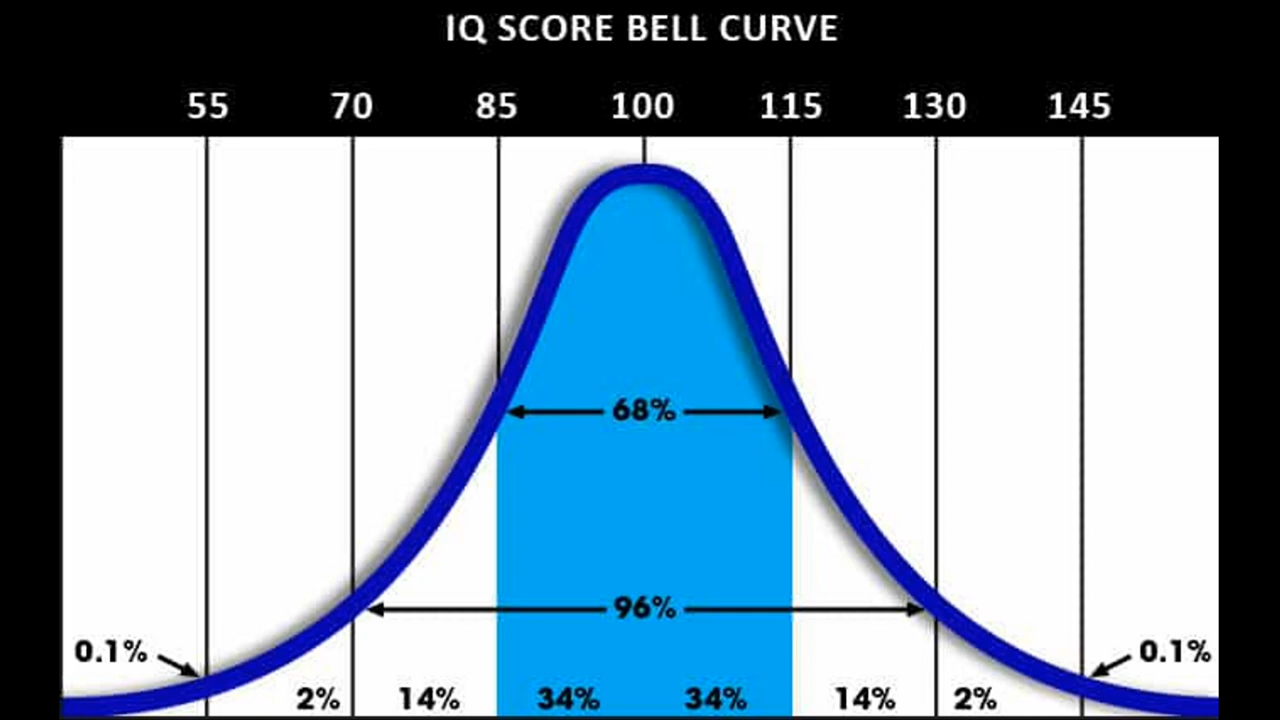 IQ SCORE BELL CURVE
55 70 85 100 115 130 145
68%
96%
0.1% 0.1%
2% 14% 34% 34% 14% 2%